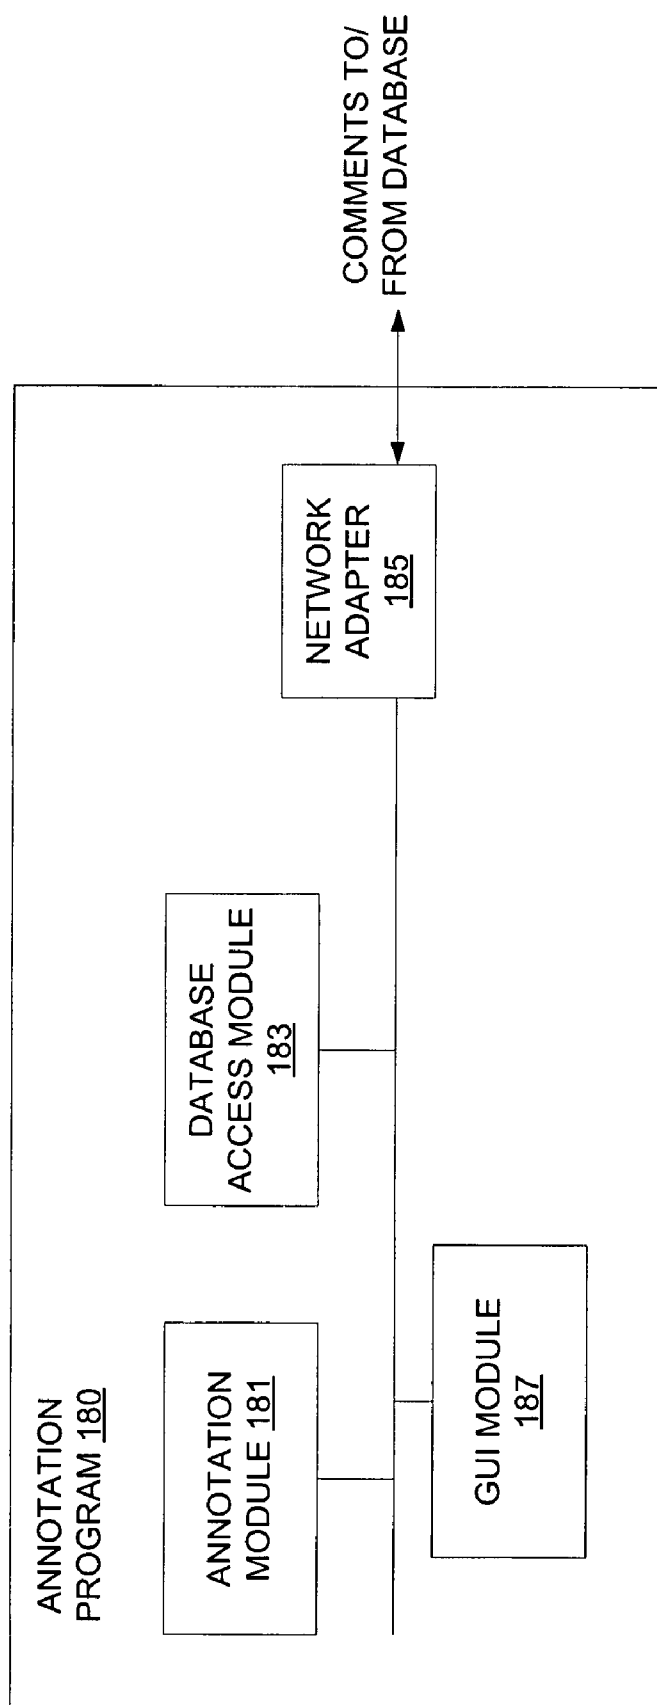 ANNOTATION
PROGRAM 180
ANNOTATION
MODULE 181
DATABASE
ACCESS MODULE
183
GUI MODULE
187
NETWORK
ADAPTER
185
COMMENTS TO/
FROM DATABASE